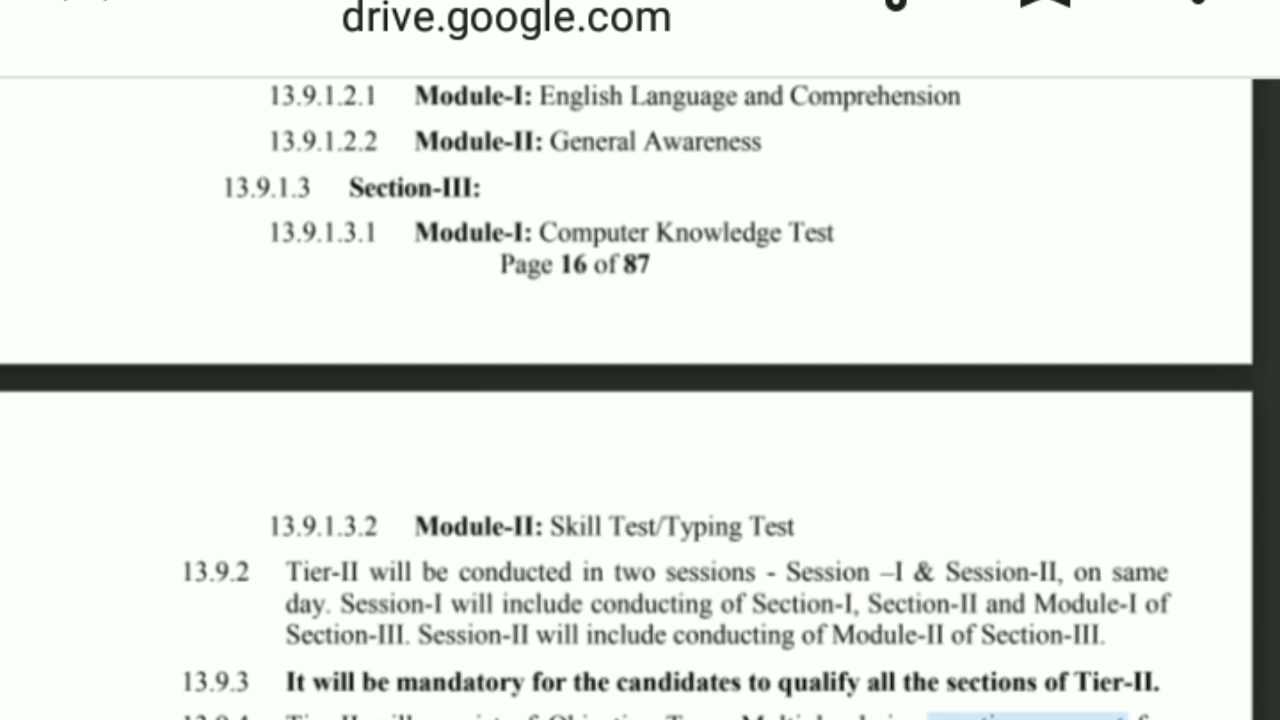 drive.google.com
13.9.1.2.1 Module-I: English Language and Comprehension
13.9.1.2.2 Module-II: General Awareness
13.9.1.3 Section-III:
13.9.1.3.1 Module-I: Computer Knowledge Test
Page 16 of 87
13.9.1.3.2 Module-II: Skill Test/Typing Test
13.9.2 Tier-II will be conducted in two sessions - Session –I & Session-II, on same
day. Session-I will include conducting of Section-I, Section-II and Module-I of
Section-III. Session-II will include conducting of Module-II of Section-III.
13.9.3 It will be mandatory for the candidates to qualify all the sections of Tier-II.